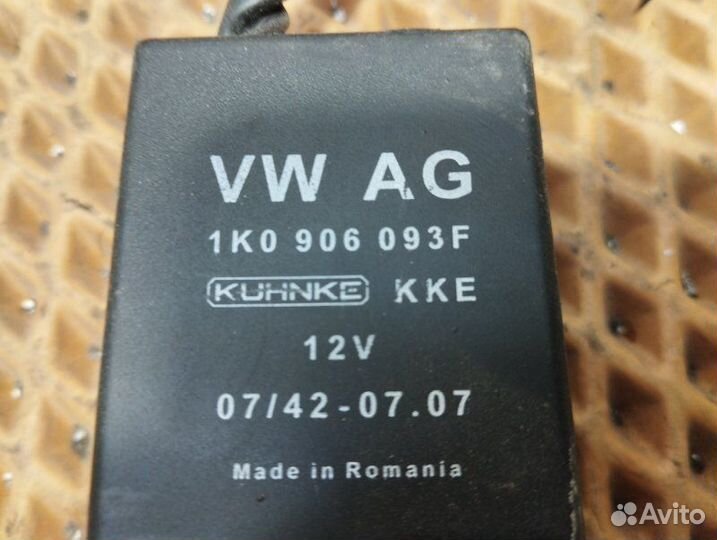 VW AG
1K0 906 093F
KUHNKE KKE
12V
07/42-07.07
Made in Romania
Avito